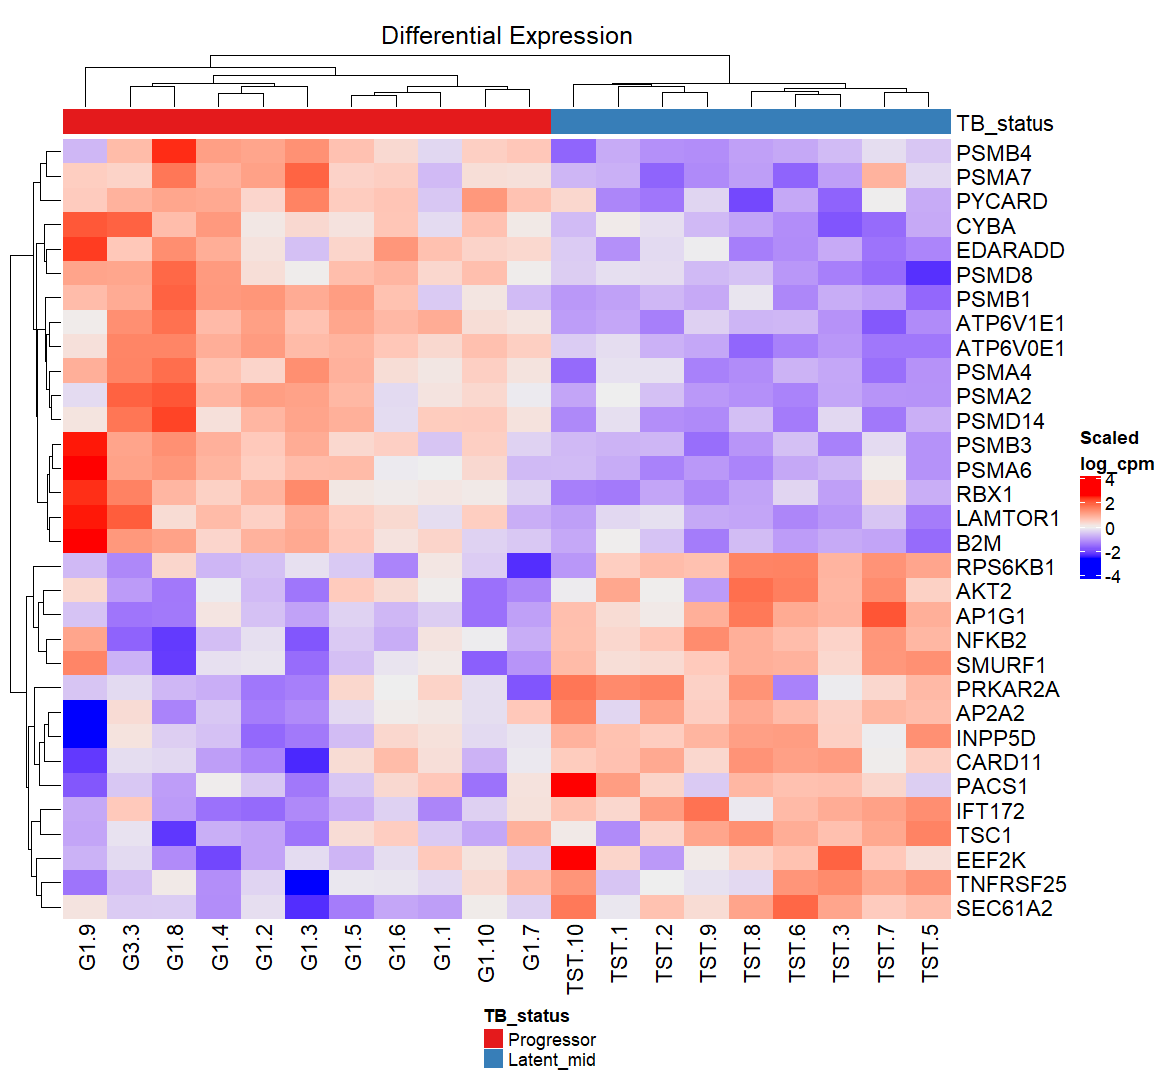 Differential Expression
TB_status
PSMB4
PSMA7
PYCARD
CYBA
EDARADD
PSMD8
PSMB1
ATP6V1E1
ATP6V0E1
PSMA4
PSMA2
PSMD14
PSMB3
PSMA6
RBX1
LAMTOR1
B2M
RPS6KB1
AKT2
AP1G1
NFKB2
SMURF1
PRKAR2A
AP2A2
INPP5D
CARD11
PACS1
IFT172
TSC1
EEF2K
TNFRSF25
SEC61A2
Scaled
log_cpm
4
2
0
-2
-4
G1.9
G3.3
G1.8
G1.4
G1.2
G1.3
G1.5
G1.6
G1.1
G1.10
G1.7
TST.10
TST.1
TST.2
TST.9
TST.8
TST.6
TST.3
TST.7
TST.5
TB_status
Progressor
Latent_mid